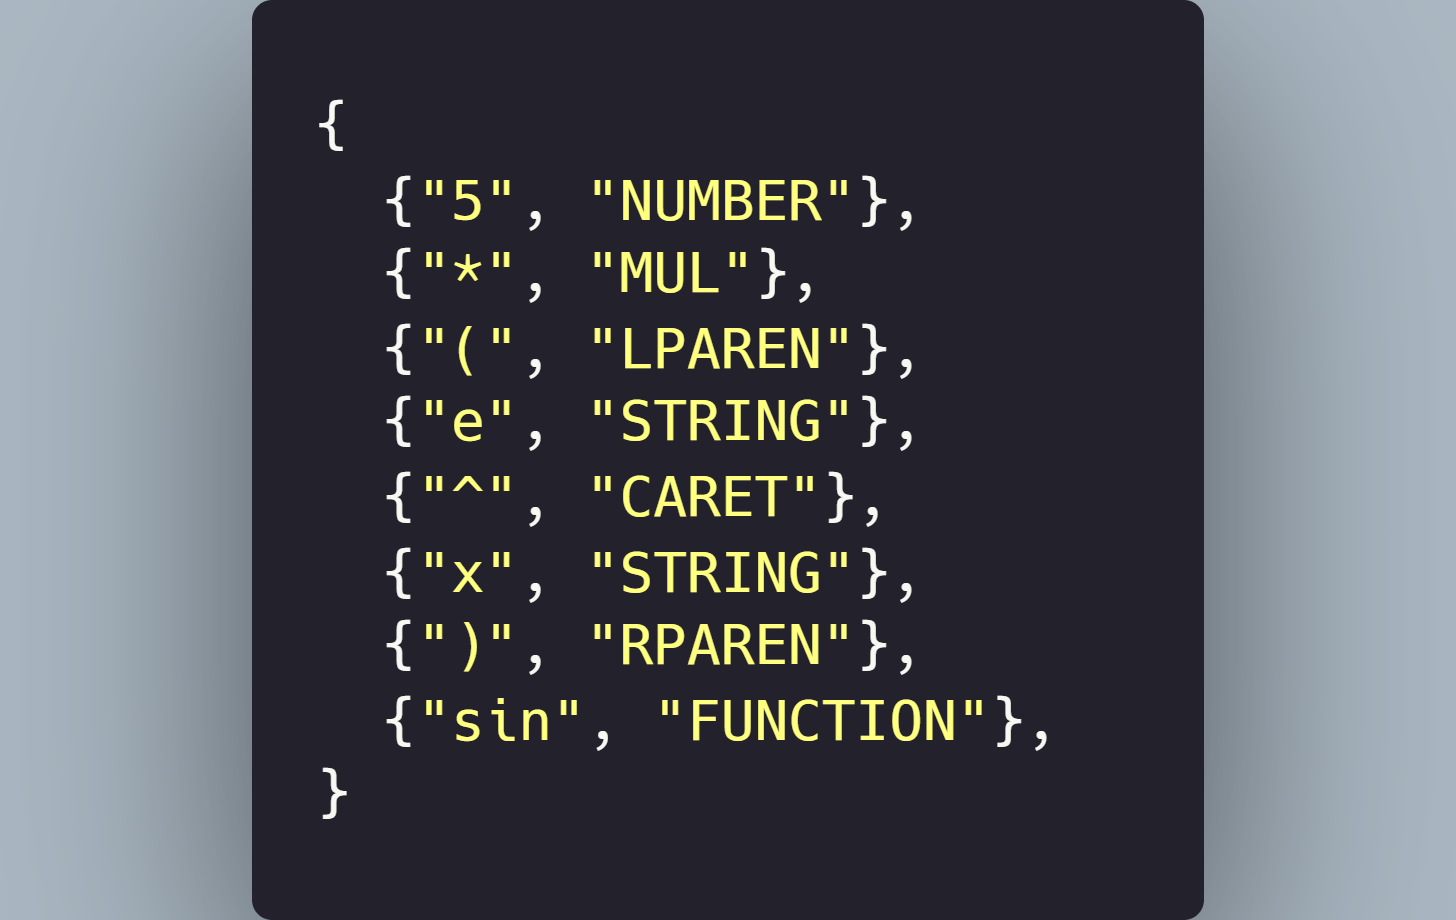 {
  {"5", "NUMBER"},
  {"*", "MUL"},
  {"(", "LPAREN"},
  {"e", "STRING"},
  {"^", "CARET"},
  {"x", "STRING"},
  {")", "RPAREN"},
  {"sin", "FUNCTION"},
}